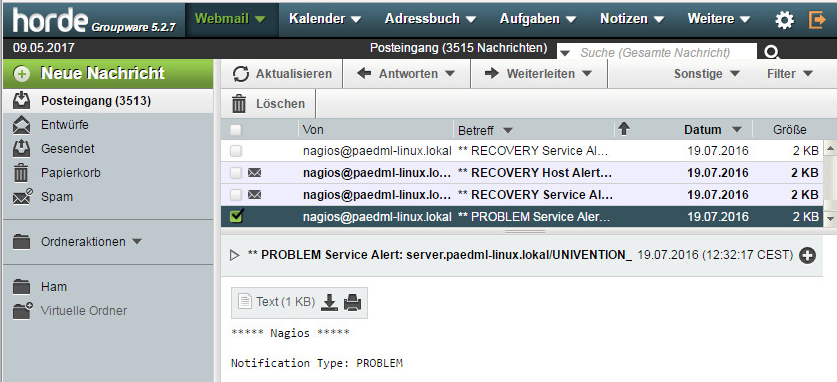 horde Groupware 5.2.7 Webmail Kalender Adressbuch Aufgaben Notizen Weitere
09.05.2017 Posteingang (3515 Nachrichten) Suche (Gesamte Nachricht)
Neue Nachricht Aktualisieren Antworten Weiterleiten Sonstige Filter
Posteingang (3513) Löschen
Entwürfe Von Betreff Datum Größe
Gesendet nagios@paedml-linux.lokal ** RECOVERY Service Al... 19.07.2016 2 KB
Papierkorb nagios@paedml-linux.lo... ** RECOVERY Host Alert... 19.07.2016 2 KB
Spam nagios@paedml-linux.lo... ** RECOVERY Service Al... 19.07.2016 2 KB
nagios@paedml-linux.lokal ** PROBLEM Service Aler... 19.07.2016 2 KB
Ordneraktionen
** PROBLEM Service Alert: server.paedml-linux.lokal/UNIVENTION_ 19.07.2016 (12:32:17 CEST)
Ham
Text (1 KB)
Virtuelle Ordner
***** Nagios *****
Notification Type: PROBLEM